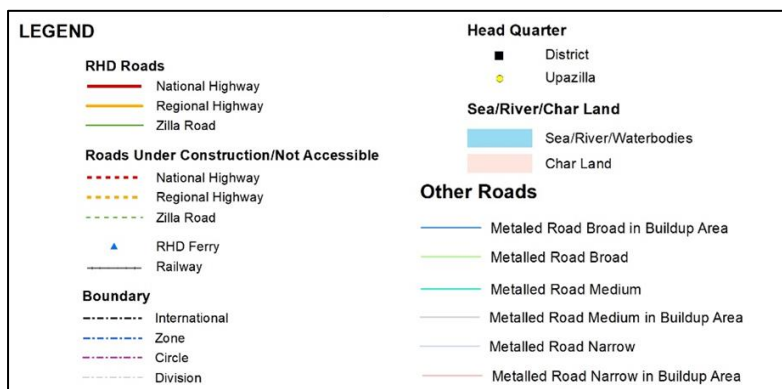 LEGEND
RHD Roads
National Highway
Regional Highway
Zilla Road
Roads Under Construction/Not Accessible
National Highway
Regional Highway
Zilla Road
RHD Ferry
Railway
Boundary
International
Zone
Circle
Division
Head Quarter
District
Upazilla
Sea/River/Char Land
Sea/River/Waterbodies
Char Land
Other Roads
Metaled Road Broad in Buildup Area
Metalled Road Broad
Metalled Road Medium
Metalled Road Medium in Buildup Area
Metalled Road Narrow
Metalled Road Narrow in Buildup Area